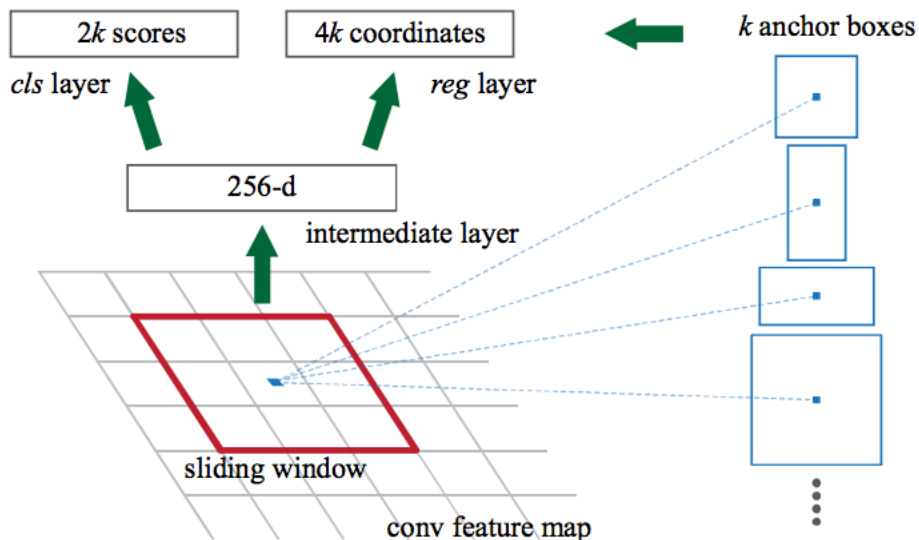 2k scores
4k coordinates
k anchor boxes
cls layer
reg layer
256-d
intermediate layer
sliding window
conv feature map